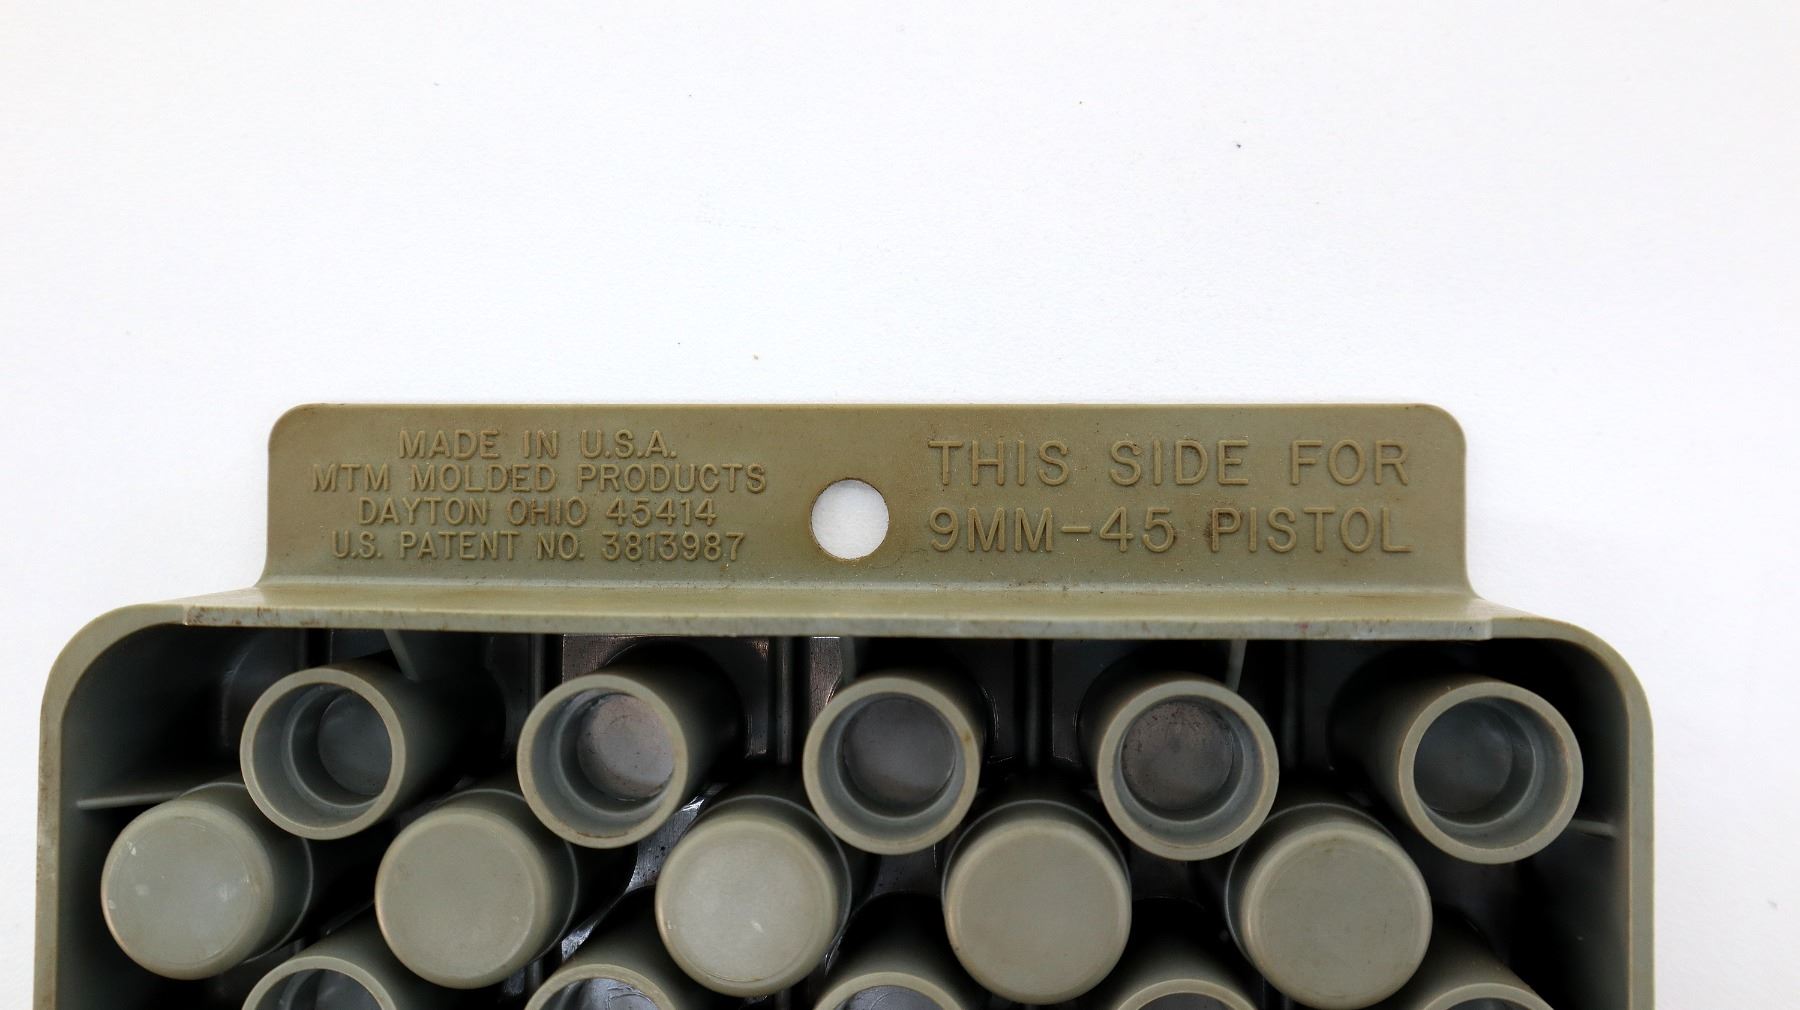 MADE IN U.S.A.
MTM MOLDED PRODUCTS
DAYTON OHIO 45414
U.S. PATENT NO. 3813987
THIS SIDE FOR
9MM-45 PISTOL